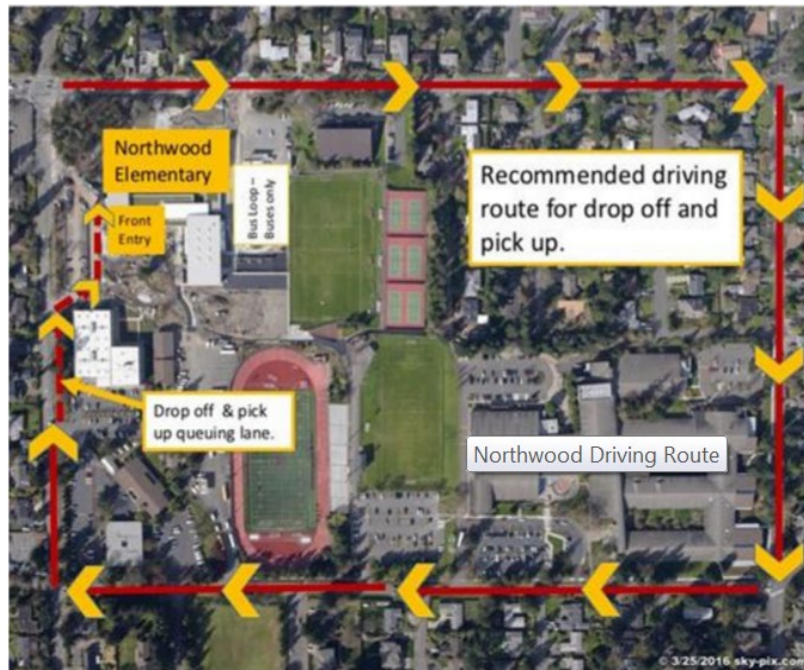 Northwood
Elementary
Front
Entry
Bus Loop –
Buses only
Recommended driving
route for drop off and
pick up.
Drop off & pick
up queuing lane.
Northwood Driving Route
© 3/25/2016 sky-pix.com